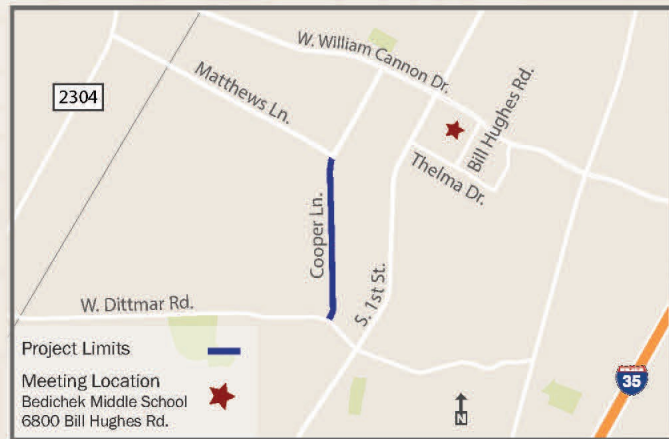 W. William Cannon Dr.
Matthews Ln.
2304
Bill Hughes Rd.
Thelma Dr.
Cooper Ln.
S. 1st St.
W. Dittmar Rd.
Project Limits
Meeting Location
Bedichek Middle School
6800 Bill Hughes Rd.
35
N